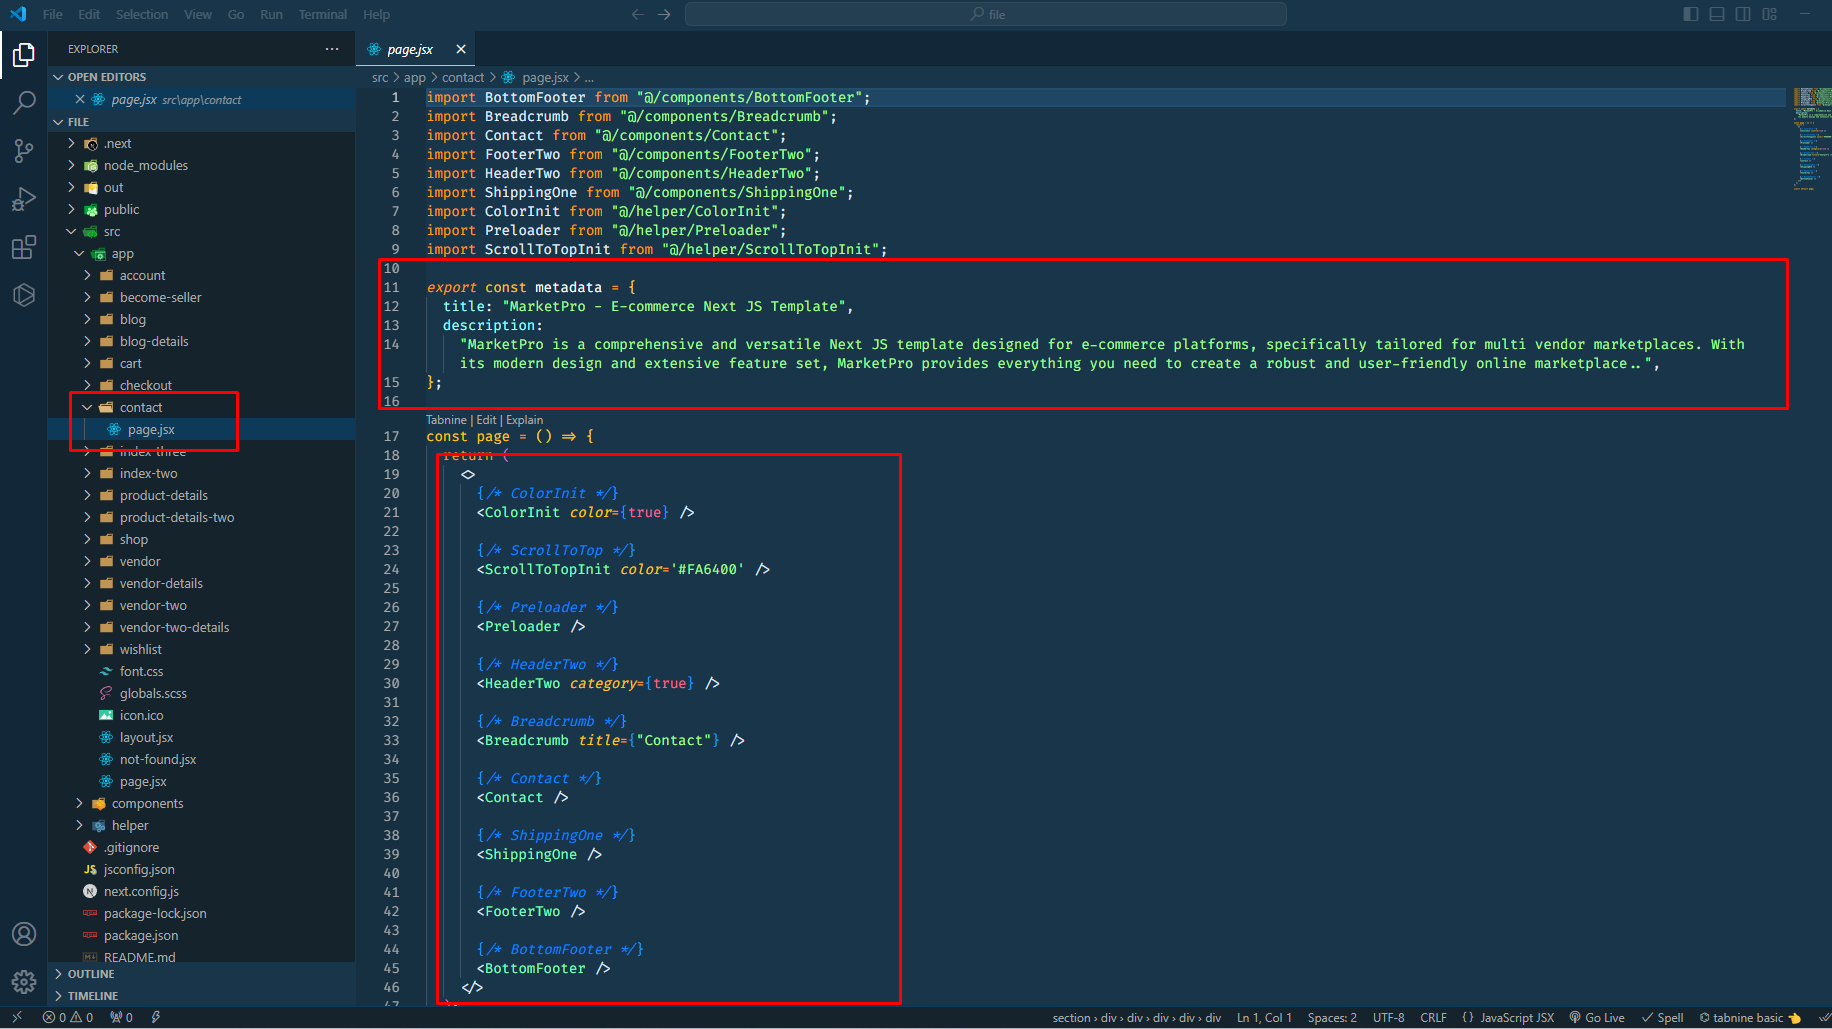 File Edit Selection View Go Run Terminal Help
file
EXPLORER
OPEN EDITORS
page.jsx src\app\contact
FILE
.next
node_modules
out
public
src
app
account
become-seller
blog
blog-details
cart
checkout
contact
page.jsx
index-three
index-two
product-details
product-details-two
shop
vendor
vendor-details
vendor-two
vendor-two-details
wishlist
font.css
globals.scss
icon.ico
layout.jsx
not-found.jsx
page.jsx
components
helper
.gitignore
jsconfig.json
next.config.js
package-lock.json
package.json
README.md
OUTLINE
TIMELINE
page.jsx
src > app > contact > page.jsx > ...
1 import BottomFooter from "@/components/BottomFooter";
2 import Breadcrumb from "@/components/Breadcrumb";
3 import Contact from "@/components/Contact";
4 import FooterTwo from "@/components/FooterTwo";
5 import HeaderTwo from "@/components/HeaderTwo";
6 import ShippingOne from "@/components/ShippingOne";
7 import ColorInit from "@/helper/ColorInit";
8 import Preloader from "@/helper/Preloader";
9 import ScrollToTopInit from "@/helper/ScrollToTopInit";
10
11 export const metadata = {
12 title: "MarketPro - E-commerce Next JS Template",
13 description:
14 "MarketPro is a comprehensive and versatile Next JS template designed for e-commerce platforms, specifically tailored for multi vendor marketplaces. With
its modern design and extensive feature set, MarketPro provides everything you need to create a robust and user-friendly online marketplace..",
15 };
16
Tabnine | Edit | Explain
17 const page = () => {
18 return (
19 <>
20 {/* ColorInit */}
21 <ColorInit color={true} />
22
23 {/* ScrollToTop */}
24 <ScrollToTopInit color='#FA6400' />
25
26 {/* Preloader */}
27 <Preloader />
28
29 {/* HeaderTwo */}
30 <HeaderTwo category={true} />
31
32 {/* Breadcrumb */}
33 <Breadcrumb title={"Contact"} />
34
35 {/* Contact */}
36 <Contact />
37
38 {/* ShippingOne */}
39 <ShippingOne />
40
41 {/* FooterTwo */}
42 <FooterTwo />
43
44 {/* BottomFooter */}
45 <BottomFooter />
46 </>
47 );
0 0 0 section > div > div > div > div > div Ln 1, Col 1 Spaces: 2 UTF-8 CRLF {} JavaScript JSX Go Live Spell tabnine basic